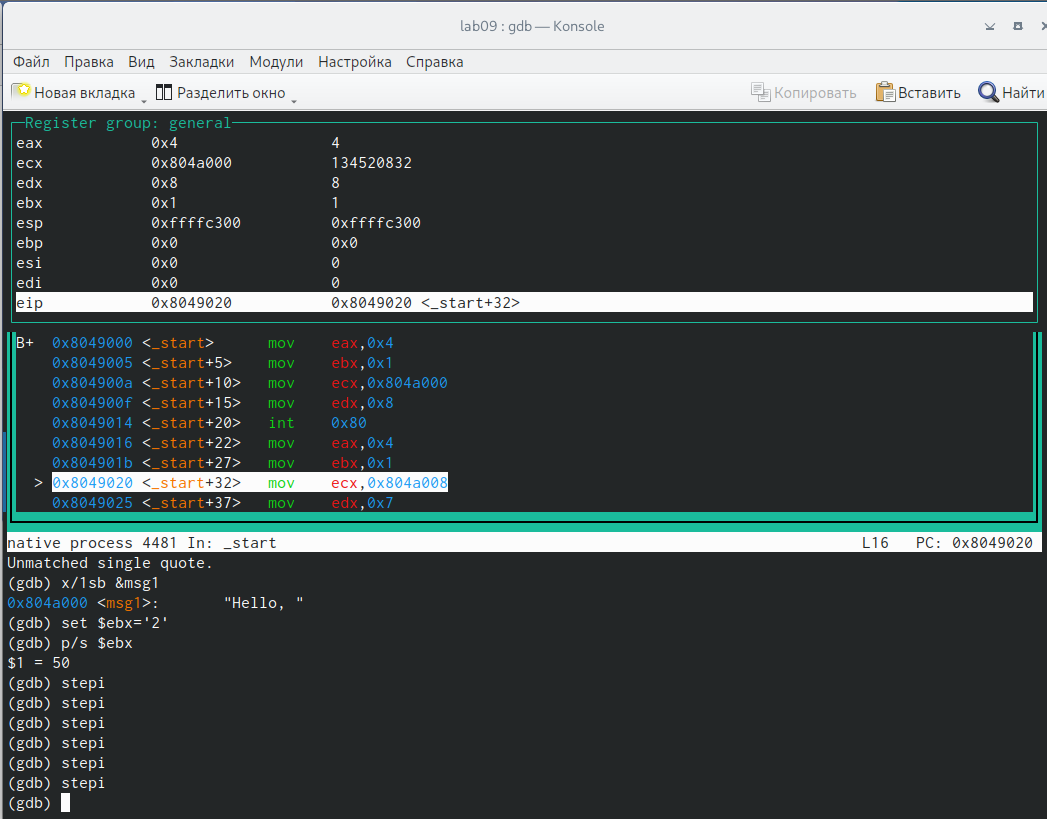 lab09 : gdb — Konsole
Файл Правка Вид Закладки Модули Настройка Справка
Новая вкладка Разделить окно Копировать Вставить Найти
Register group: general
eax 0x4 4
ecx 0x804a000 134520832
edx 0x8 8
ebx 0x1 1
esp 0xffffc300 0xffffc300
ebp 0x0 0x0
esi 0x0 0
edi 0x0 0
eip 0x8049020 0x8049020 <_start+32>
B+ 0x8049000 <_start> mov eax,0x4
0x8049005 <_start+5> mov ebx,0x1
0x804900a <_start+10> mov ecx,0x804a000
0x804900f <_start+15> mov edx,0x8
0x8049014 <_start+20> int 0x80
0x8049016 <_start+22> mov eax,0x4
0x804901b <_start+27> mov ebx,0x1
> 0x8049020 <_start+32> mov ecx,0x804a008
0x8049025 <_start+37> mov edx,0x7
native process 4481 In: _start L16 PC: 0x8049020
Unmatched single quote.
(gdb) x/1sb &msg1
0x804a000 <msg1>: "Hello, "
(gdb) set $ebx='2'
(gdb) p/s $ebx
$1 = 50
(gdb) stepi
(gdb) stepi
(gdb) stepi
(gdb) stepi
(gdb) stepi
(gdb) stepi
(gdb)